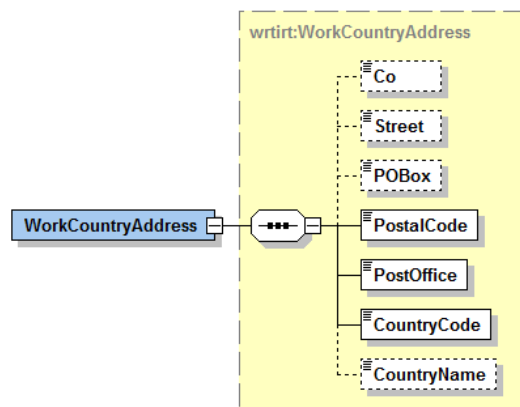 wrtirt:WorkCountryAddress
Co
Street
POBox
WorkCountryAddress
PostalCode
PostOffice
CountryCode
CountryName